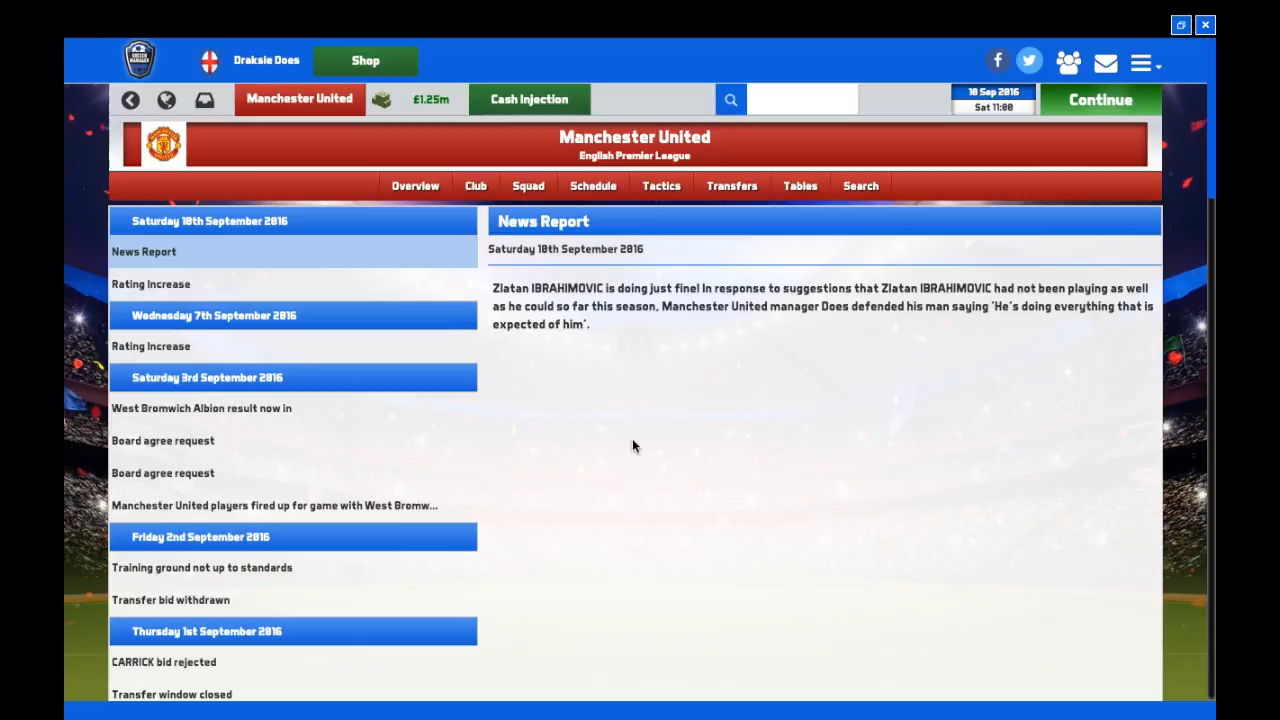 Draksie Does
Shop
f
Manchester United
£1.25m
Cash Injection
10 Sep 2016
Sat 11:00
Continue
Manchester United
English Premier League
Overview
Club
Squad
Schedule
Tactics
Transfers
Tables
Search
Saturday 10th September 2016
News Report
Rating Increase
Wednesday 7th September 2016
Rating Increase
Saturday 3rd September 2016
West Bromwich Albion result now in
Board agree request
Board agree request
Manchester United players fired up for game with West Bromw...
Friday 2nd September 2016
Training ground not up to standards
Transfer bid withdrawn
Thursday 1st September 2016
CARRICK bid rejected
Transfer window closed
News Report
Saturday 10th September 2016
Zlatan IBRAHIMOVIC is doing just fine! In response to suggestions that Zlatan IBRAHIMOVIC had not been playing as well
as he could so far this season, Manchester United manager Does defended his man saying 'He's doing everything that is
expected of him'.